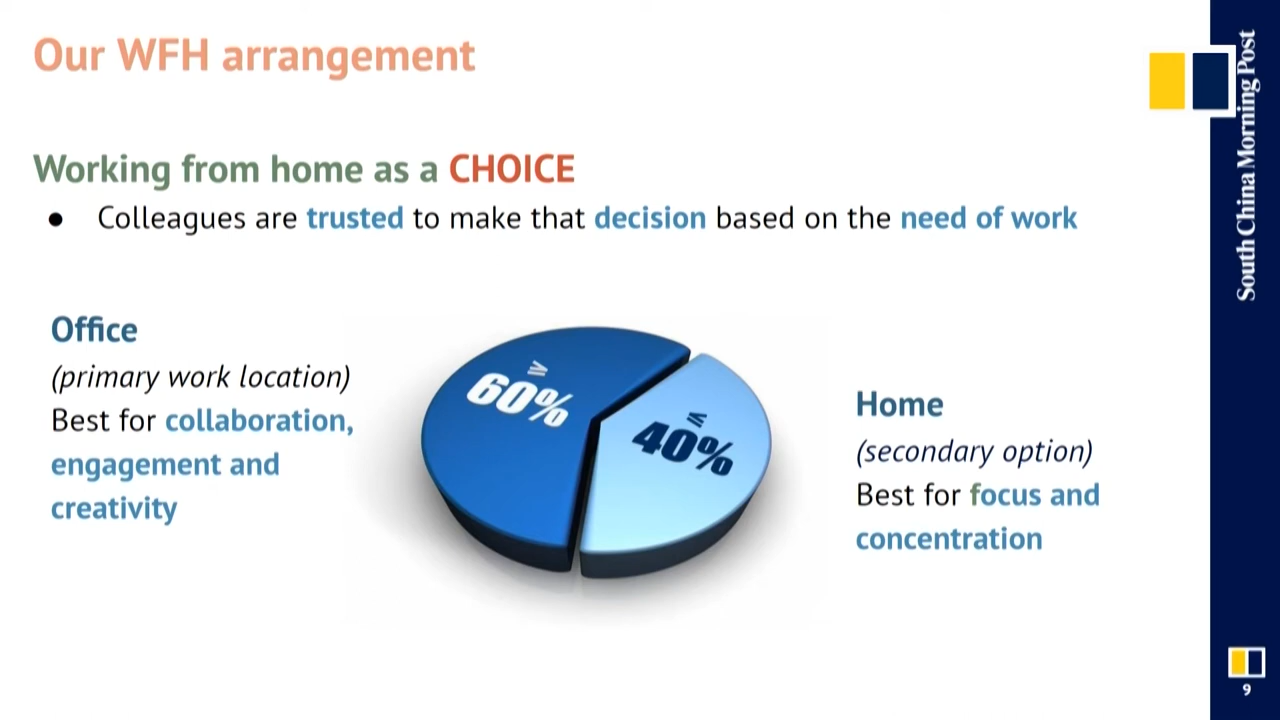 Our WFH arrangement
Working from home as a CHOICE
● Colleagues are trusted to make that decision based on the need of work
Office
(primary work location)
Best for collaboration,
engagement and
creativity
≥
60%
≤
40%
Home
(secondary option)
Best for focus and
concentration
South China Morning Post
9